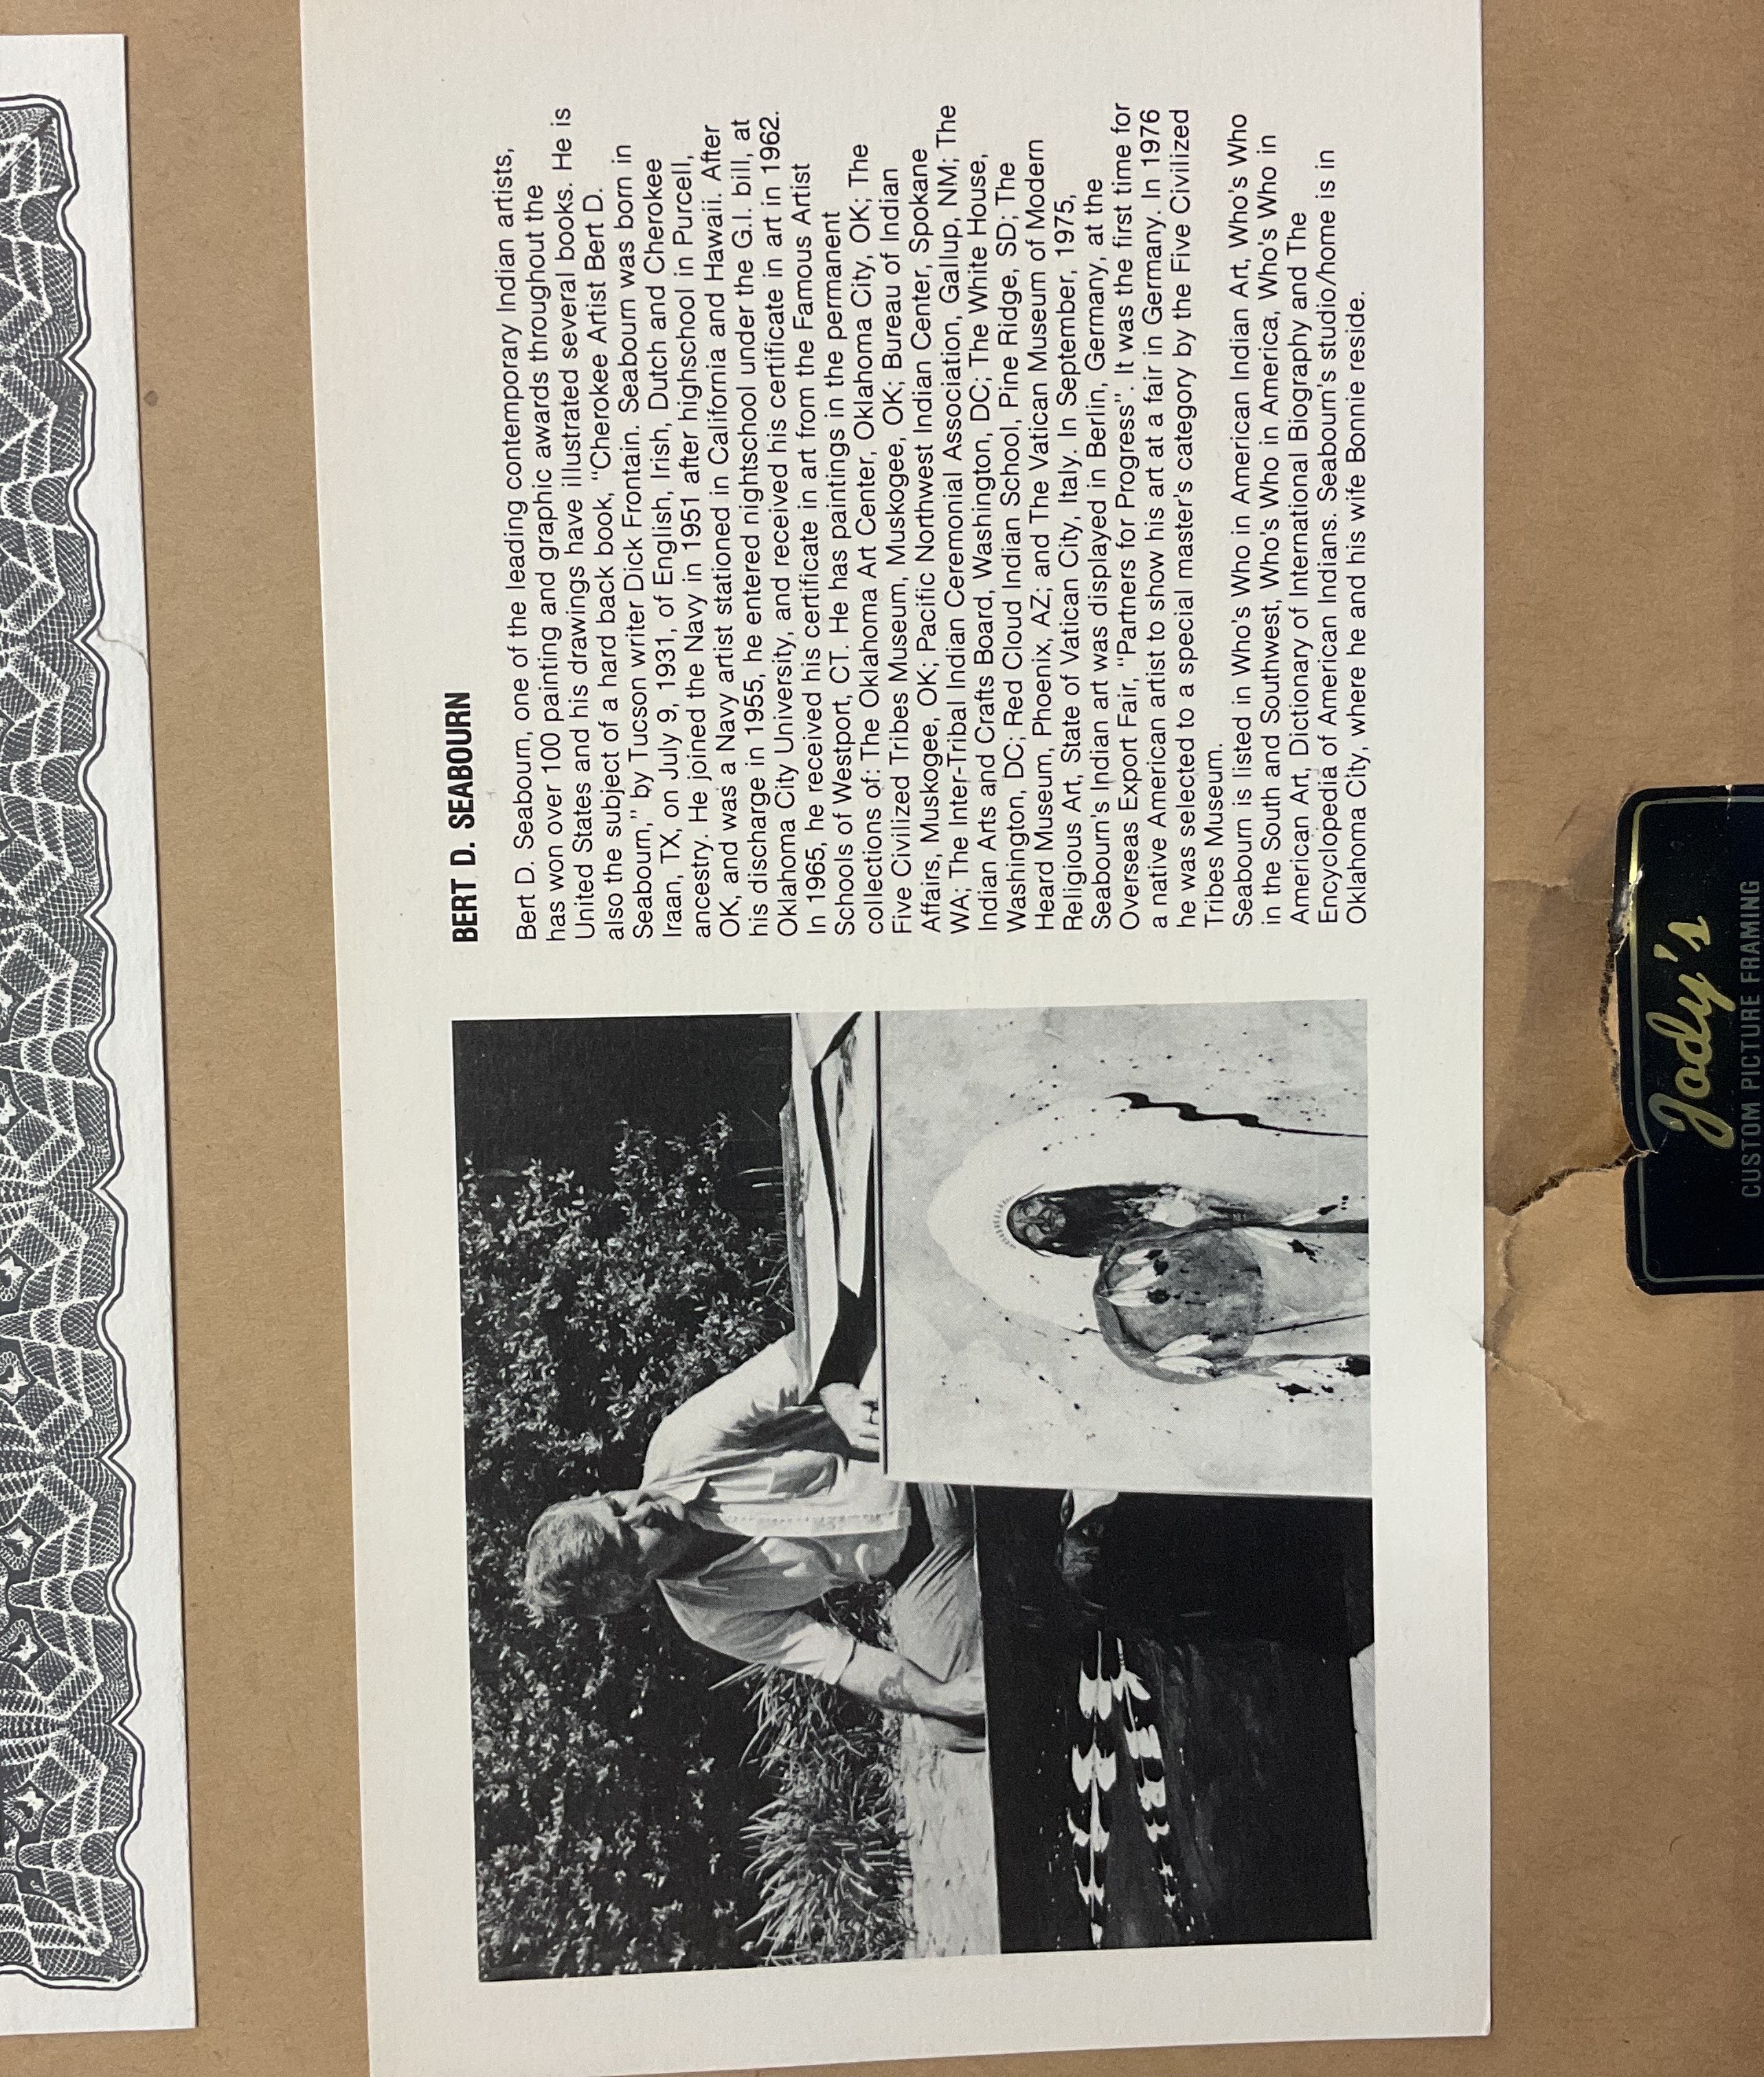 BERT D. SEABOURN
Bert D. Seabourn, one of the leading contemporary Indian artists,
has won over 100 painting and graphic awards throughout the
United States and his drawings have illustrated several books. He is
also the subject of a hard back book, “Cherokee Artist Bert D.
Seabourn,” by Tucson writer Dick Frontain. Seabourn was born in
Iraan, TX, on July 9, 1931, of English, Irish, Dutch and Cherokee
ancestry. He joined the Navy in 1951 after highschool in Purcell,
OK, and was a Navy artist stationed in California and Hawaii. After
his discharge in 1955, he entered nightschool under the G.I. bill, at
Oklahoma City University, and received his certificate in art in 1962.
In 1965, he received his certificate in art from the Famous Artist
Schools of Westport, CT. He has paintings in the permanent
collections of: The Oklahoma Art Center, Oklahoma City, OK; The
Five Civilized Tribes Museum, Muskogee, OK; Bureau of Indian
Affairs, Muskogee, OK; Pacific Northwest Indian Center, Spokane
WA; The Inter-Tribal Indian Ceremonial Association, Gallup, NM; The
Indian Arts and Crafts Board, Washington, DC; The White House,
Washington, DC; Red Cloud Indian School, Pine Ridge, SD; The
Heard Museum, Phoenix, AZ; and The Vatican Museum of Modern
Religious Art, State of Vatican City, Italy. In September, 1975,
Seabourn's Indian art was displayed in Berlin, Germany, at the
Overseas Export Fair, “Partners for Progress”. It was the first time for
a native American artist to show his art at a fair in Germany. In 1976
he was selected to a special master's category by the Five Civilized
Tribes Museum.
Seabourn is listed in Who's Who in American Indian Art, Who's Who
in the South and Southwest, Who's Who in America, Who's Who in
American Art, Dictionary of International Biography and The
Encyclopedia of American Indians. Seabourn's studio/home is in
Oklahoma City, where he and his wife Bonnie reside.
Jody's
CUSTOM PICTURE FRAMING